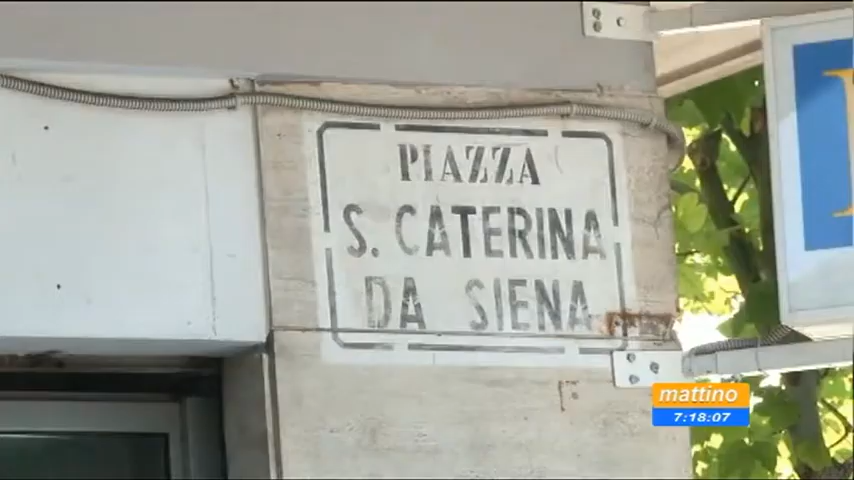 PIAZZA
S. CATERINA
DA SIENA
mattino
7:18:07